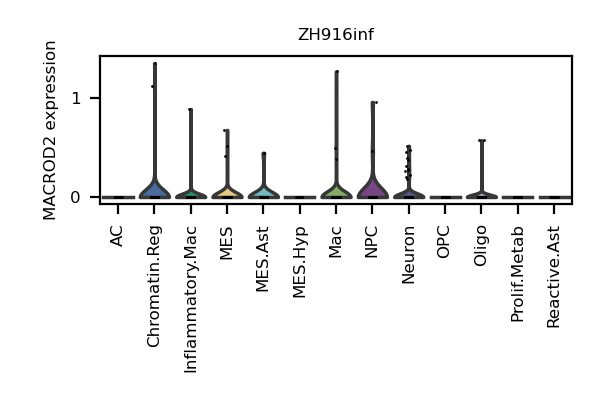 ZH916inf
MACROD2 expression
1
0
AC
Chromatin.Reg
Inflammatory.Mac
MES
MES.Ast
MES.Hyp
Mac
NPC
Neuron
OPC
Oligo
Prolif.Metab
Reactive.Ast